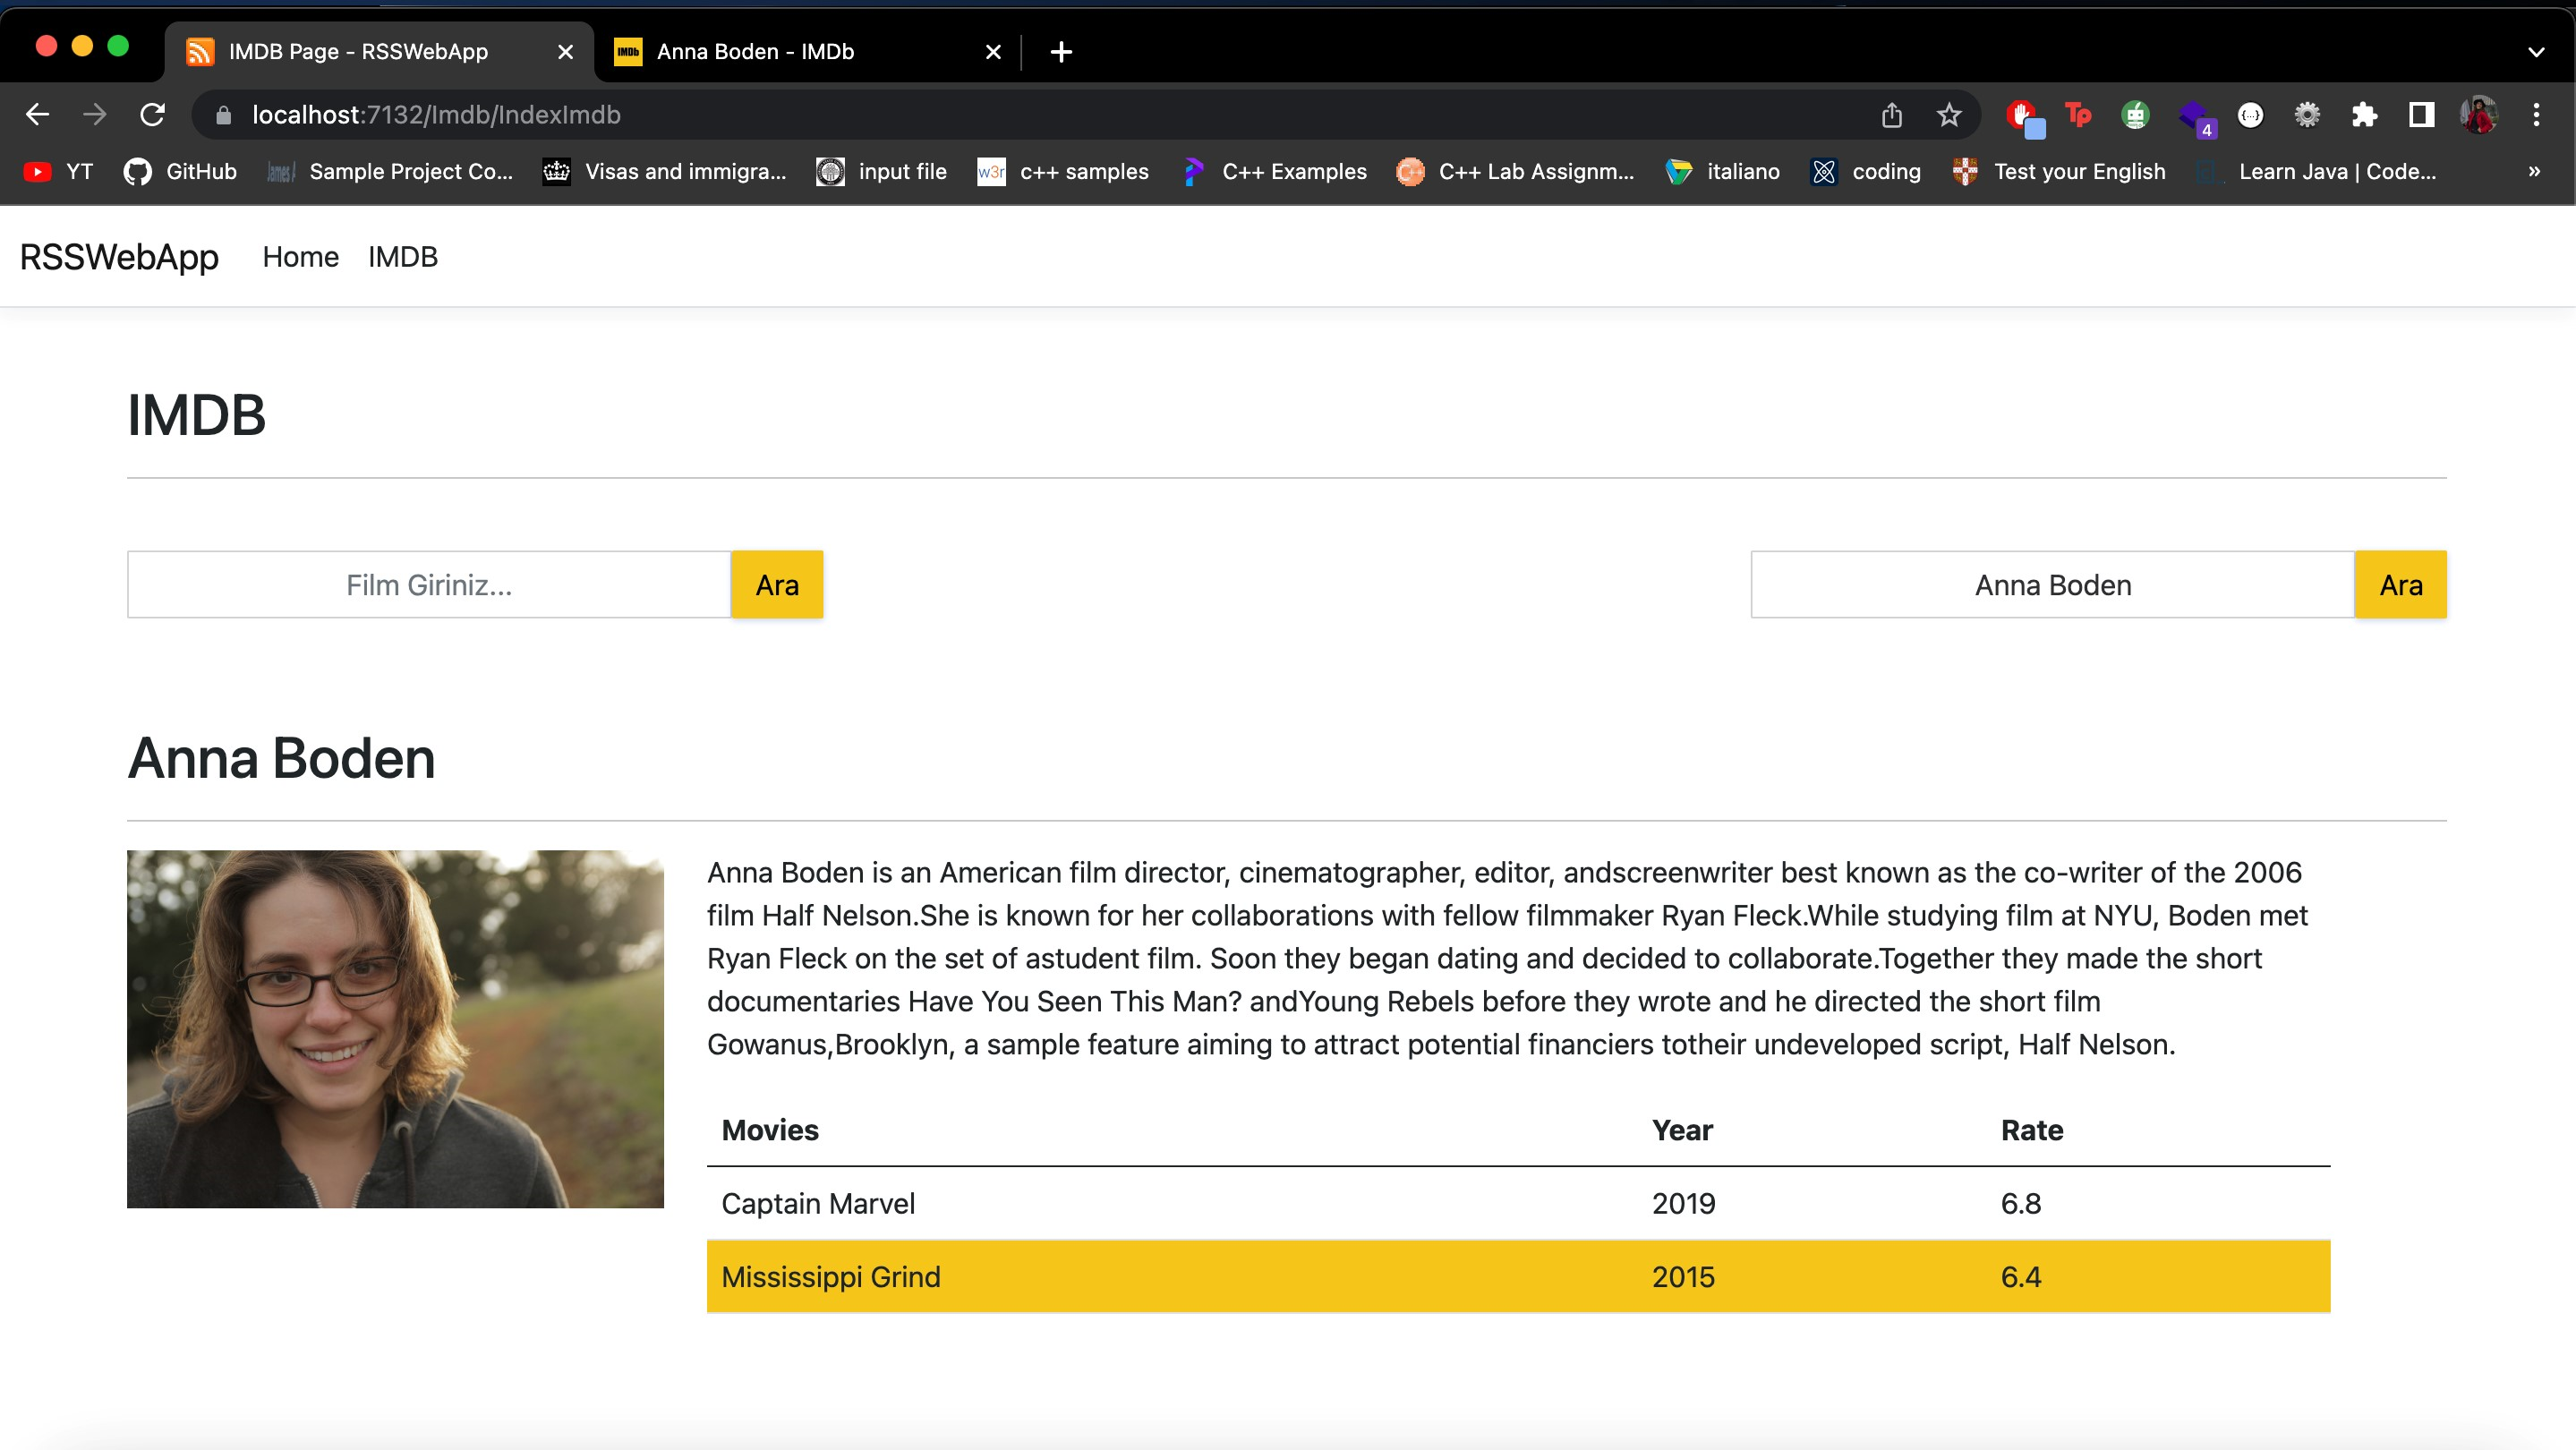 IMDB Page - RSSWebApp
IMDb Anna Boden - IMDb
localhost:7132/Imdb/IndexImdb
Tp
4
YT GitHub Sample Project Co... Visas and immigra... input file w3r c++ samples C++ Examples C++ Lab Assignm... italiano coding Test your English Learn Java | Code... »
RSSWebApp Home IMDB
IMDB
Film Giriniz... Ara Anna Boden Ara
Anna Boden
Anna Boden is an American film director, cinematographer, editor, andscreenwriter best known as the co-writer of the 2006
film Half Nelson.She is known for her collaborations with fellow filmmaker Ryan Fleck.While studying film at NYU, Boden met
Ryan Fleck on the set of astudent film. Soon they began dating and decided to collaborate.Together they made the short
documentaries Have You Seen This Man? andYoung Rebels before they wrote and he directed the short film
Gowanus,Brooklyn, a sample feature aiming to attract potential financiers totheir undeveloped script, Half Nelson.
Movies Year Rate
Captain Marvel 2019 6.8
Mississippi Grind 2015 6.4